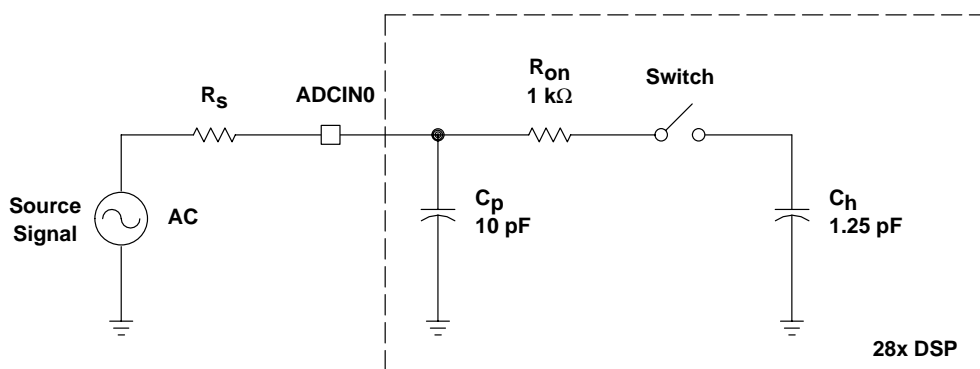 Rs
ADCIN0
Ron
1 kΩ
Switch
Source
Signal
AC
Cp
10 pF
Ch
1.25 pF
28x DSP